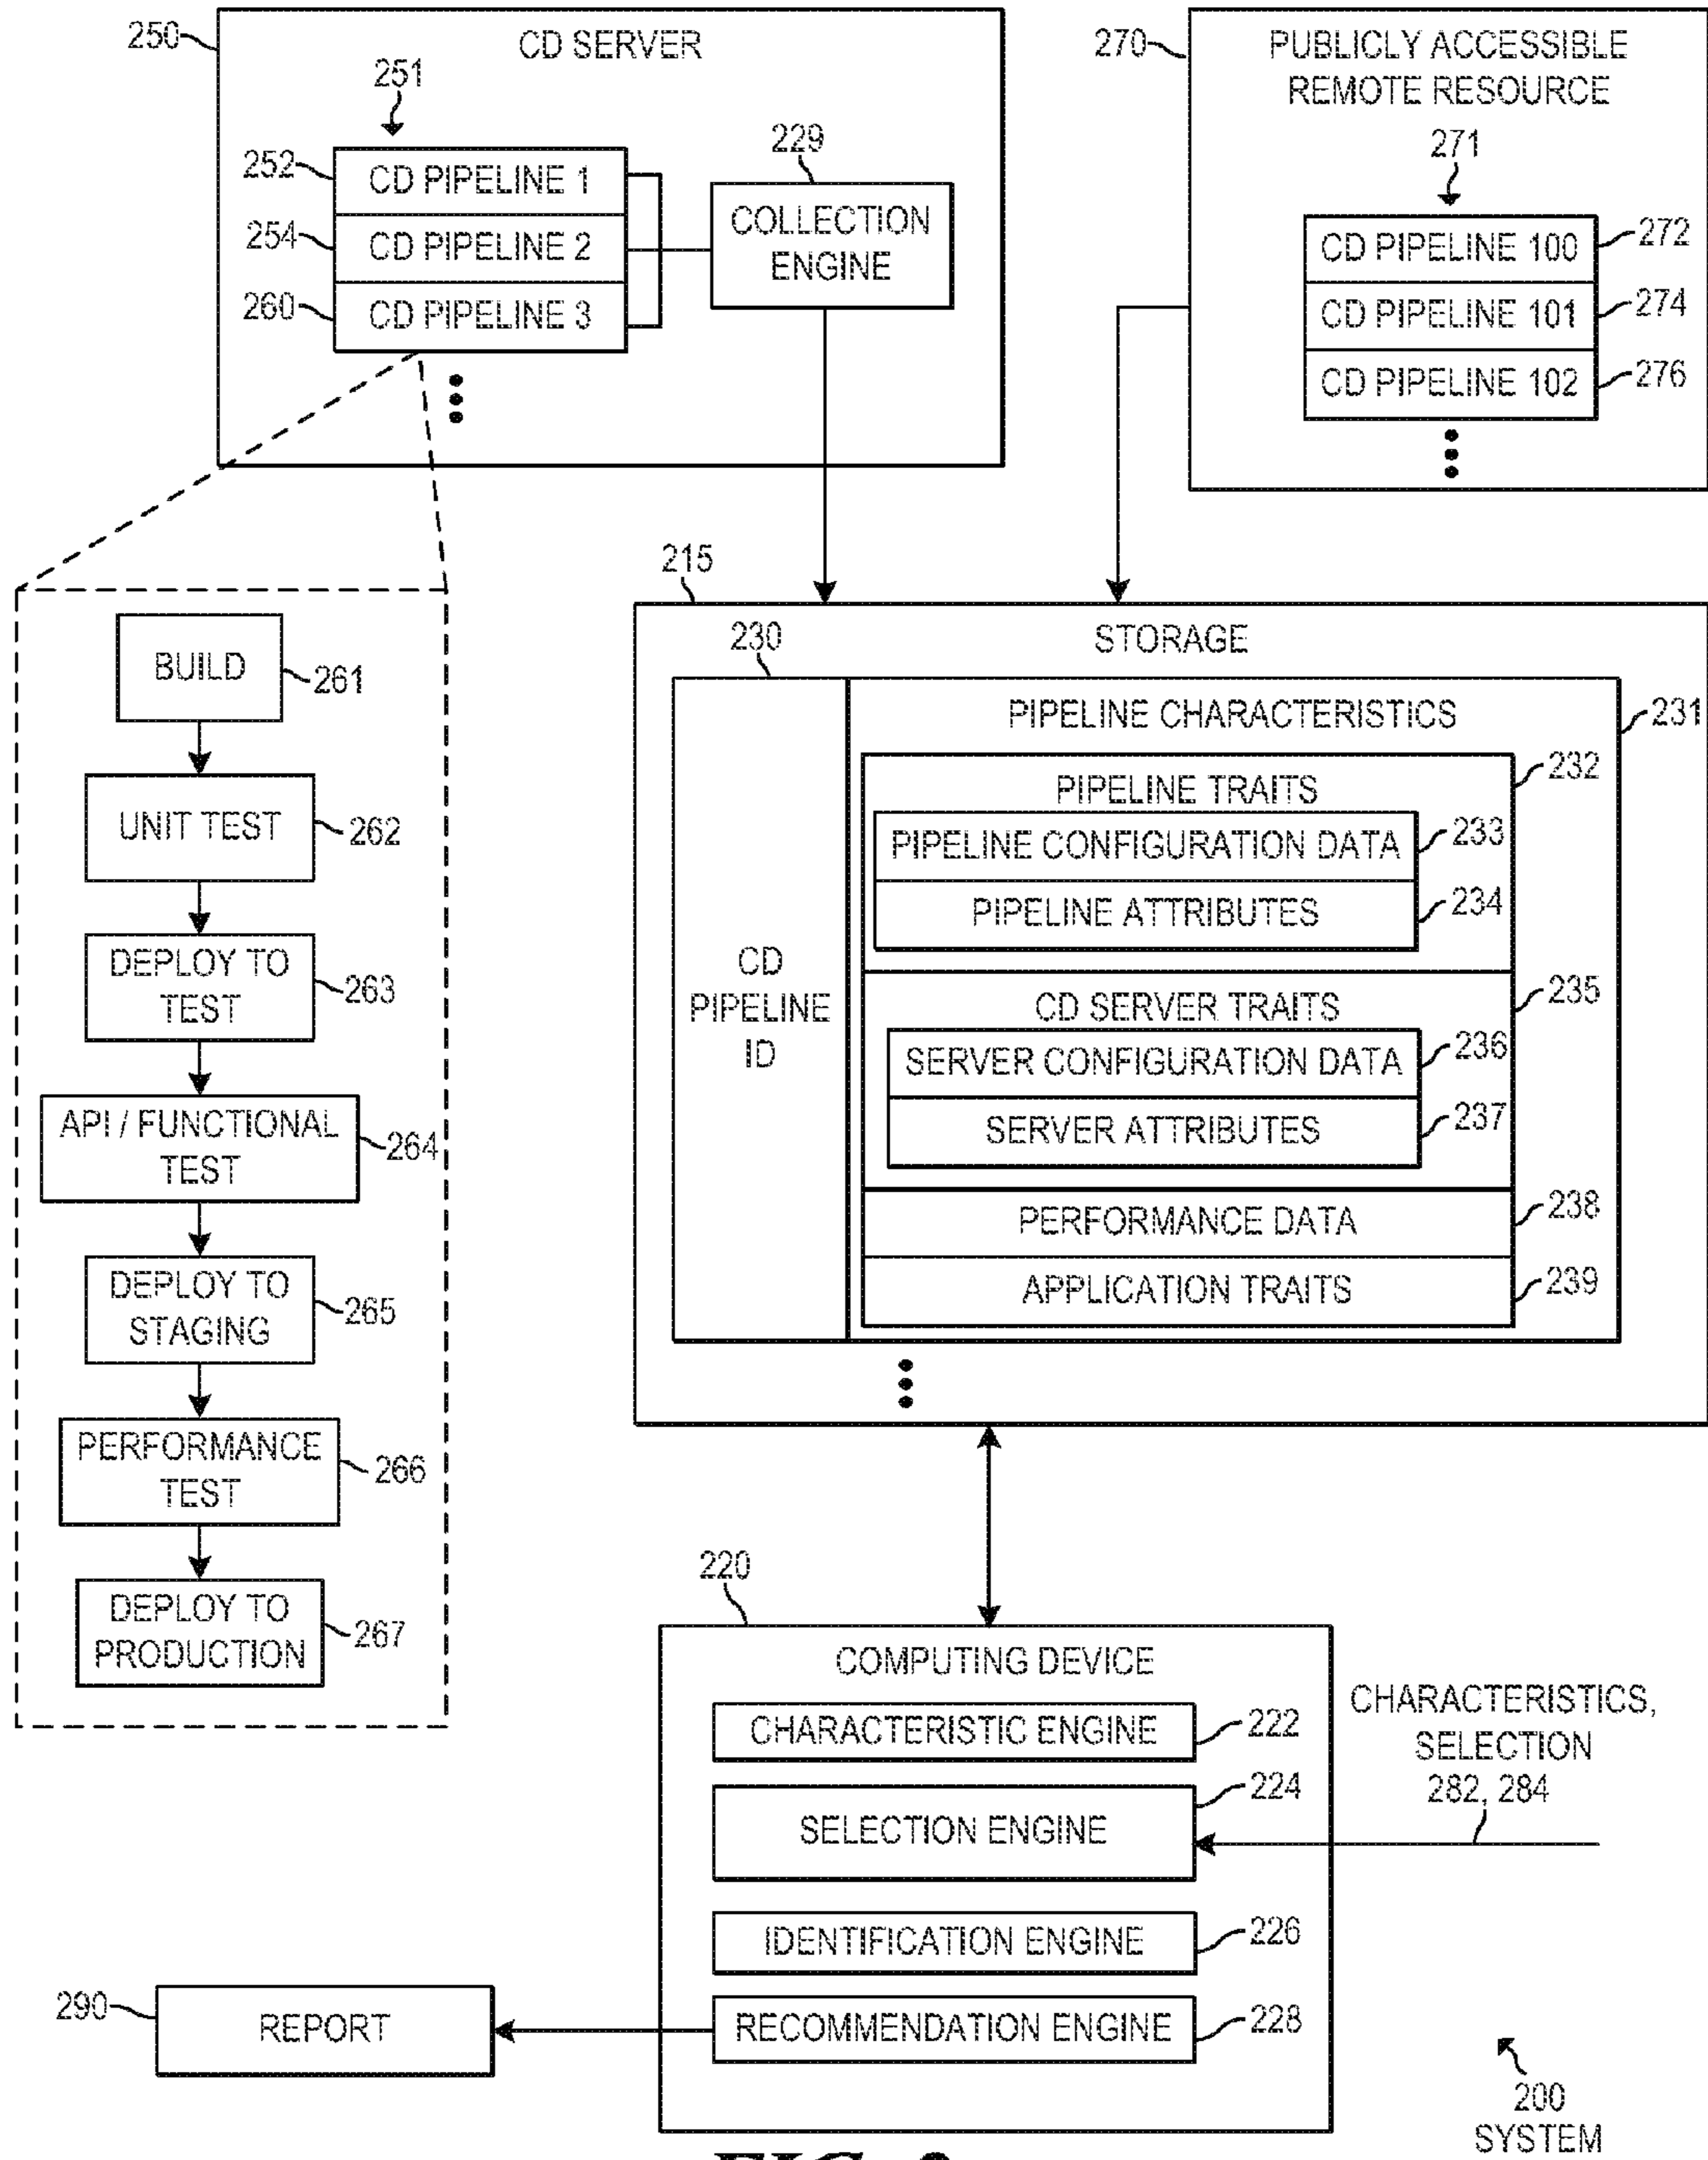 250
CD SERVER
251
252
CD PIPELINE 1
254
CD PIPELINE 2
260
CD PIPELINE 3
229
COLLECTION
ENGINE
270
PUBLICLY ACCESSIBLE
REMOTE RESOURCE
271
CD PIPELINE 100
272
CD PIPELINE 101
274
CD PIPELINE 102
276
BUILD
261
UNIT TEST
262
DEPLOY TO
TEST
263
API / FUNCTIONAL
TEST
264
DEPLOY TO
STAGING
265
PERFORMANCE
TEST
266
DEPLOY TO
PRODUCTION
267
215
STORAGE
230
CD
PIPELINE
ID
PIPELINE CHARACTERISTICS
231
PIPELINE TRAITS
232
PIPELINE CONFIGURATION DATA
233
PIPELINE ATTRIBUTES
234
CD SERVER TRAITS
235
SERVER CONFIGURATION DATA
236
SERVER ATTRIBUTES
237
PERFORMANCE DATA
238
APPLICATION TRAITS
239
220
COMPUTING DEVICE
CHARACTERISTIC ENGINE
222
SELECTION ENGINE
224
IDENTIFICATION ENGINE
226
RECOMMENDATION ENGINE
228
CHARACTERISTICS,
SELECTION
282, 284
290
REPORT
200
SYSTEM